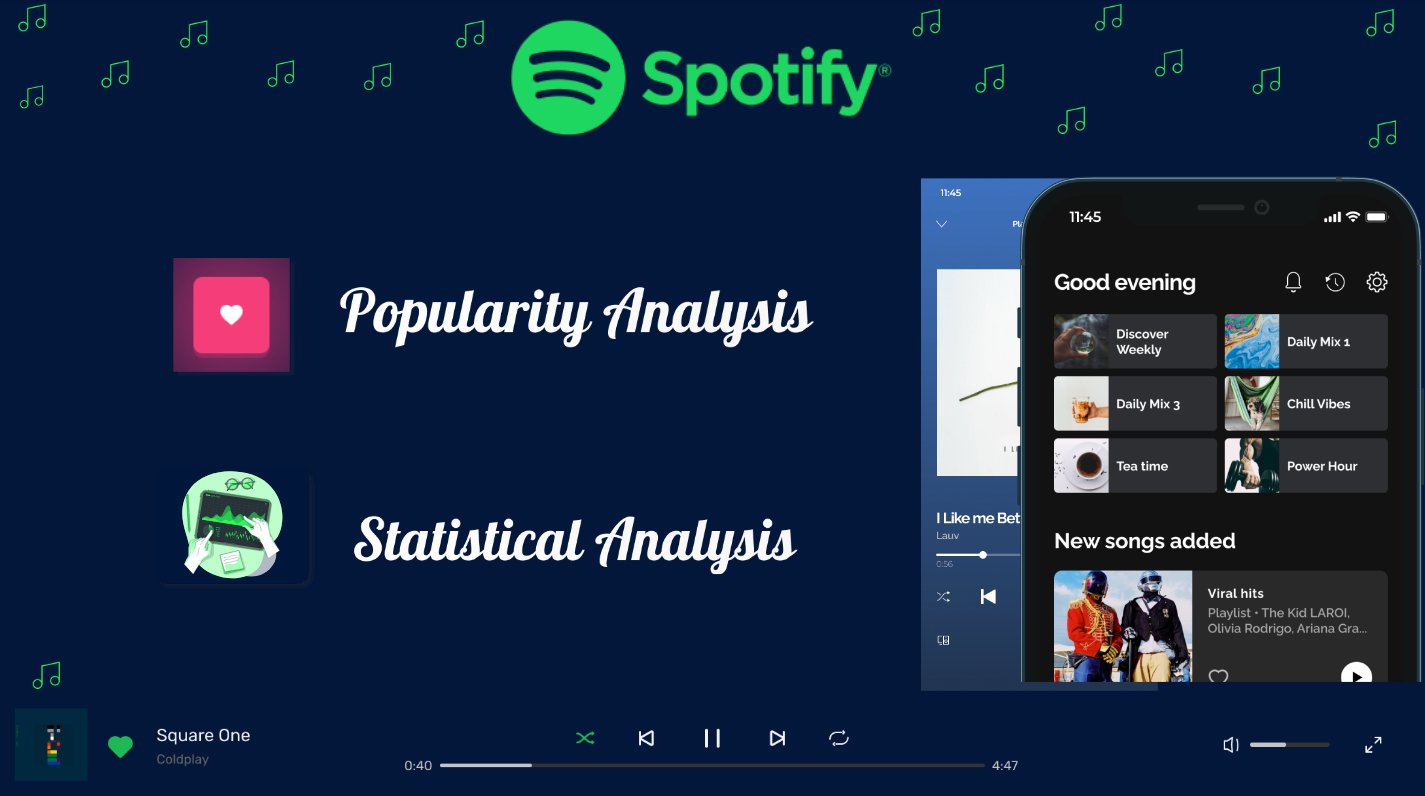 Spotify®
Popularity Analysis
Statistical Analysis
11:45
I Like me Bet
Lauv
0:56
11:45
Good evening
Discover
Weekly
Daily Mix 1
Daily Mix 3
Chill Vibes
Tea time
Power Hour
New songs added
Viral hits
Playlist • The Kid LAROI,
Olivia Rodrigo, Ariana Gra...
Square One
Coldplay
0:40
4:47